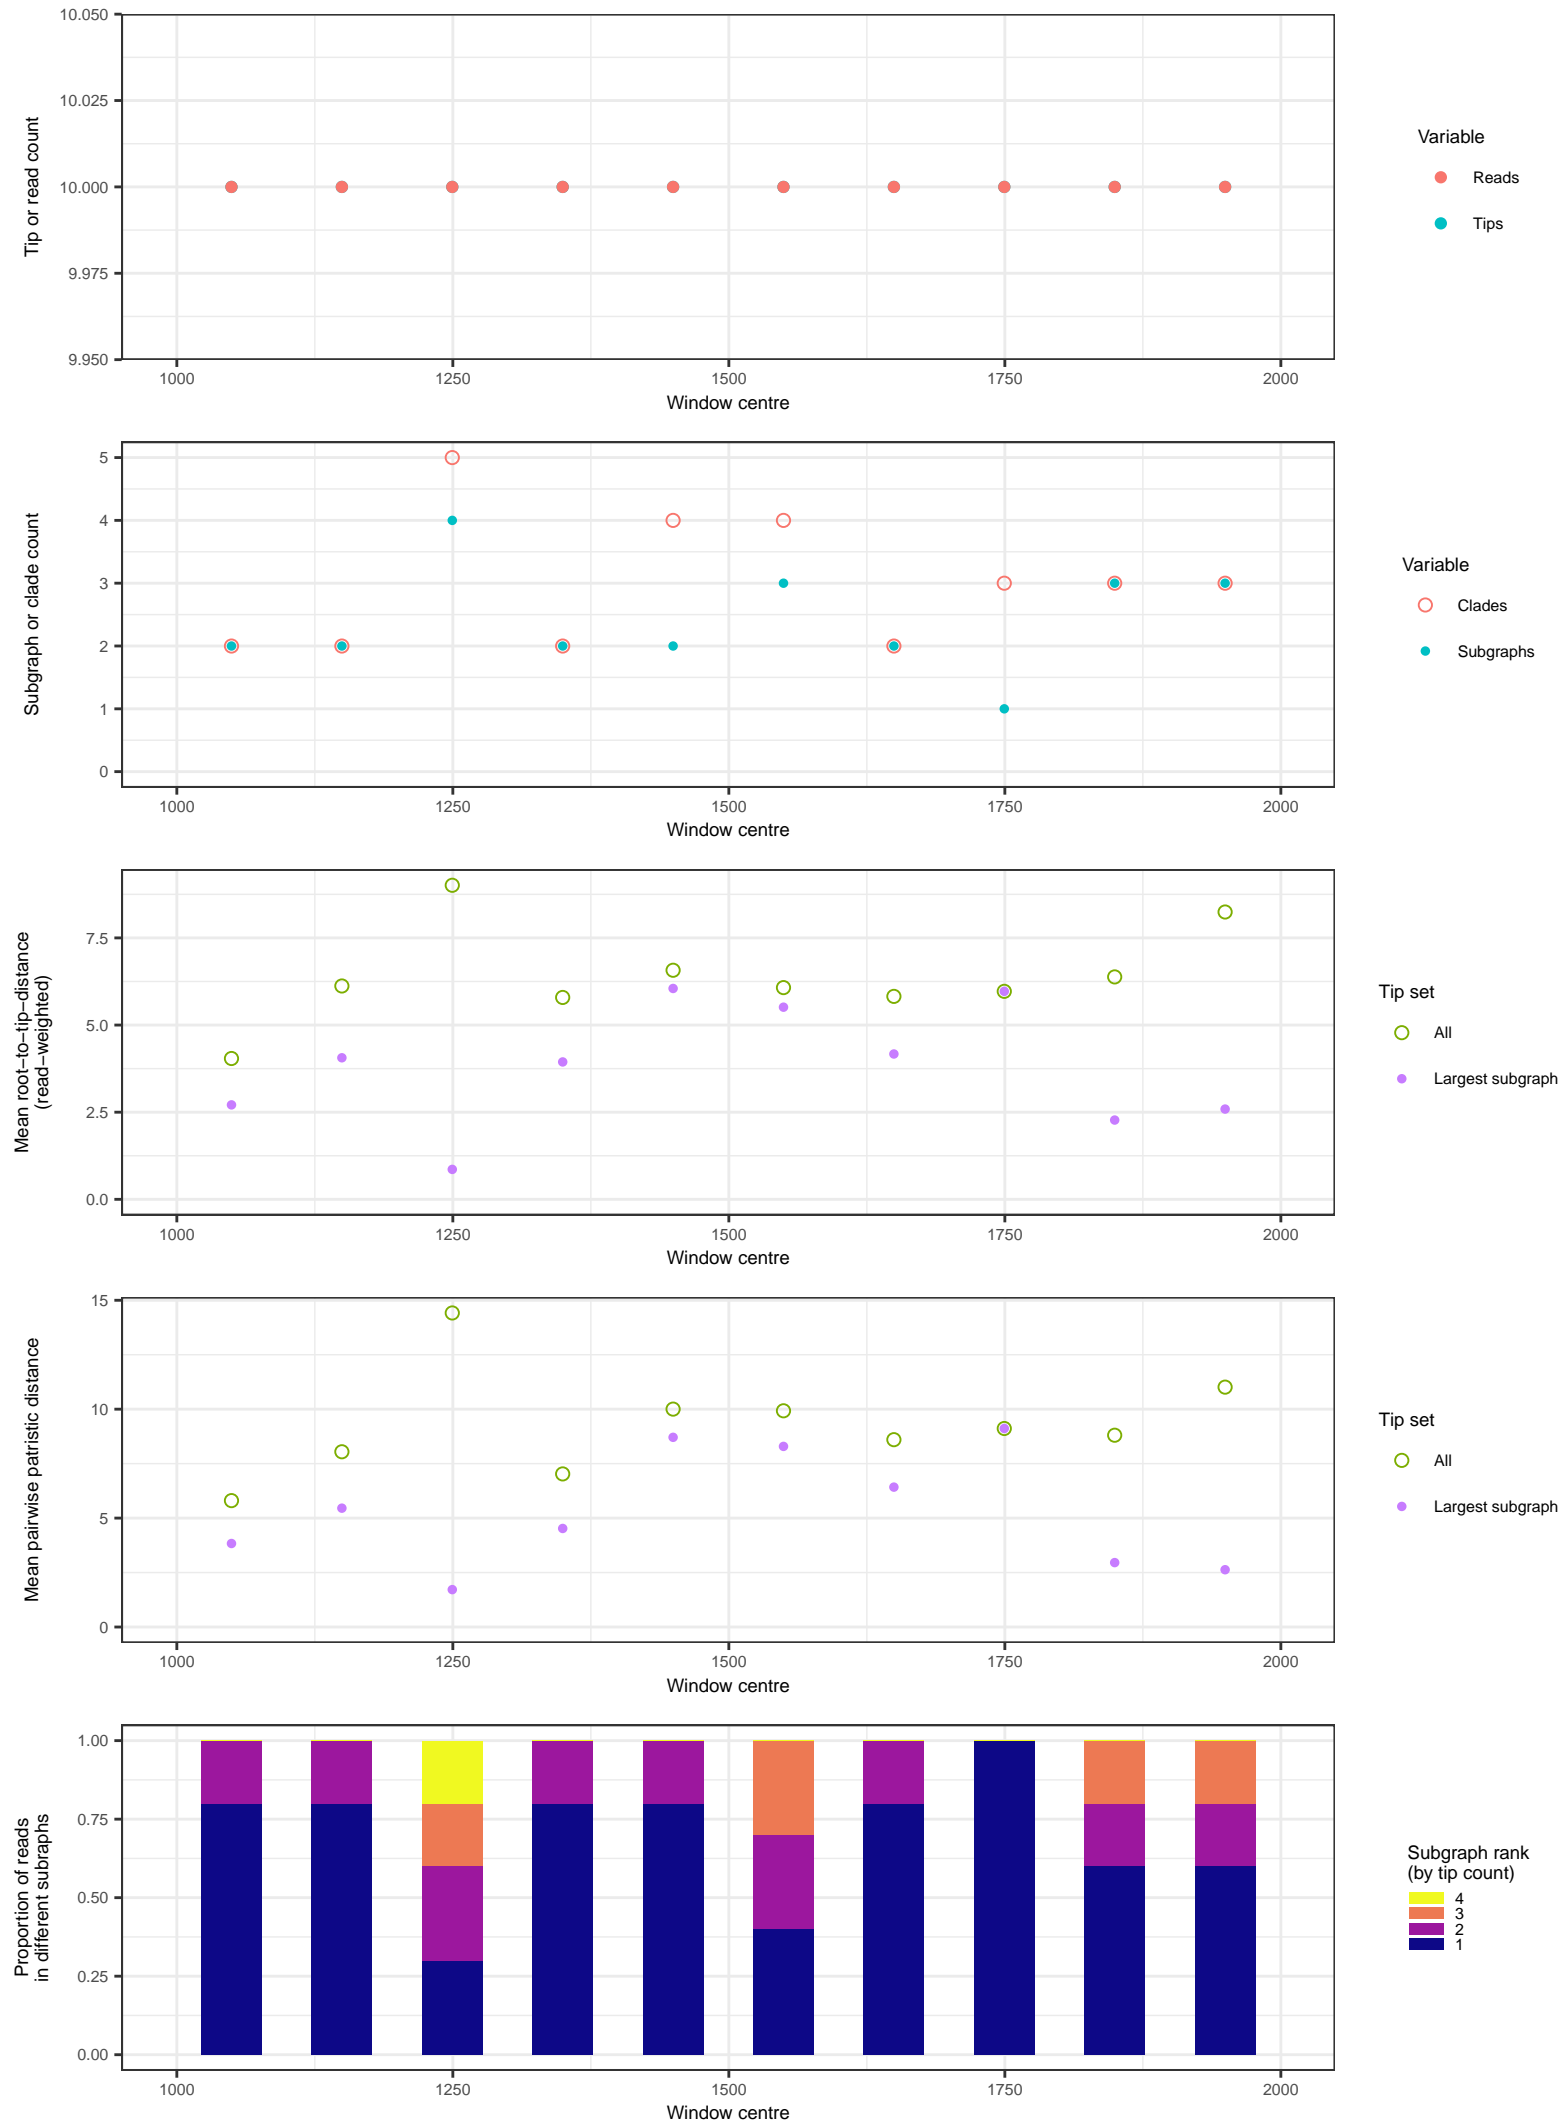 Tip or read count
10.050
10.025
10.000
9.975
9.950
1000 1250 1500 1750 2000
Window centre
Variable
Reads
Tips
Subgraph or clade count
5
4
3
2
1
0
1000 1250 1500 1750 2000
Window centre
Variable
Clades
Subgraphs
Mean root−to−tip−distance
(read−weighted)
7.5
5.0
2.5
0.0
1000 1250 1500 1750 2000
Window centre
Tip set
All
Largest subgraph
Mean pairwise patristic distance
15
10
5
0
1000 1250 1500 1750 2000
Window centre
Tip set
All
Largest subgraph
Proportion of reads
in different subraphs
1.00
0.75
0.50
0.25
0.00
1000 1250 1500 1750 2000
Window centre
Subgraph rank
(by tip count)
4
3
2
1